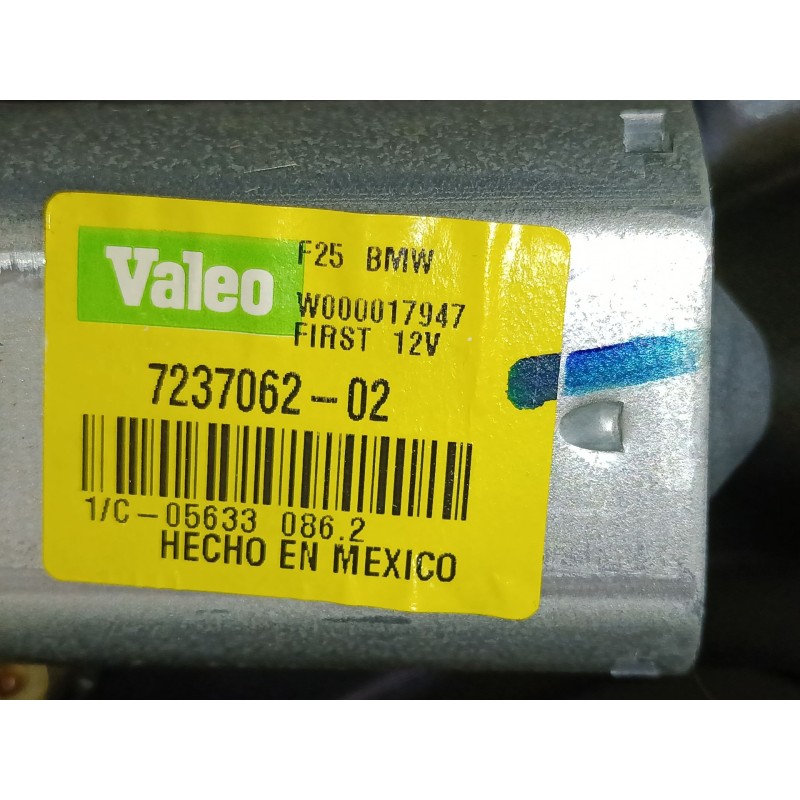 Valeo
F25 BMW
W000017947
FIRST 12V
7237062-02
1/C-05633 086.2
HECHO EN MEXICO